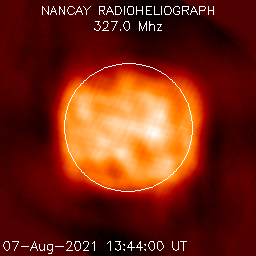 NANCAY RADIOHELIOGRAPH
327.0 Mhz
07-Aug-2021 13:44:00 UT